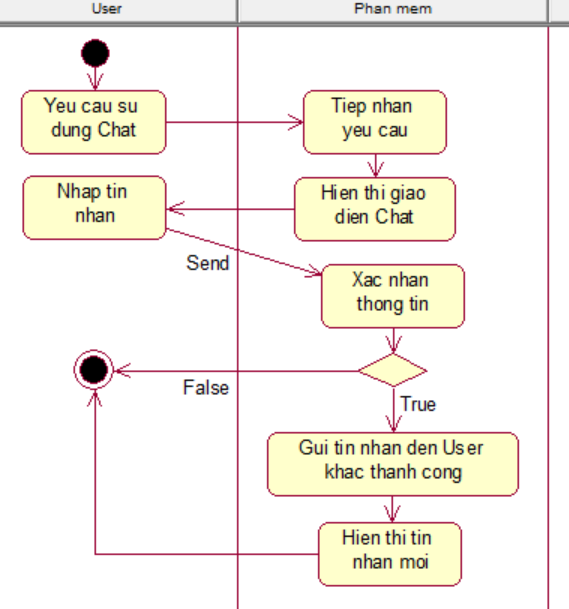 User
Phan mem
Yeu cau su
dung Chat
Tiep nhan
yeu cau
Nhap tin
nhan
Hien thi giao
dien Chat
Send
Xac nhan
thong tin
False
True
Gui tin nhan den User
khac thanh cong
Hien thi tin
nhan moi